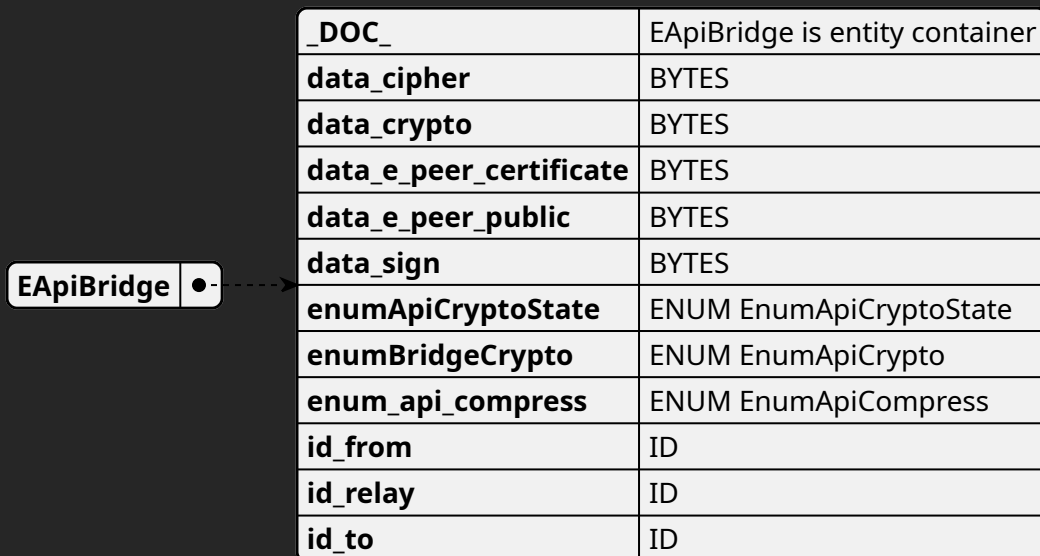 _DOC_ EApiBridge is entity container
data_cipher BYTES
data_crypto BYTES
data_e_peer_certificate BYTES
data_e_peer_public BYTES
data_sign BYTES
EApiBridge
enumApiCryptoState ENUM EnumApiCryptoState
enumBridgeCrypto ENUM EnumApiCrypto
enum_api_compress ENUM EnumApiCompress
id_from ID
id_relay ID
id_to ID